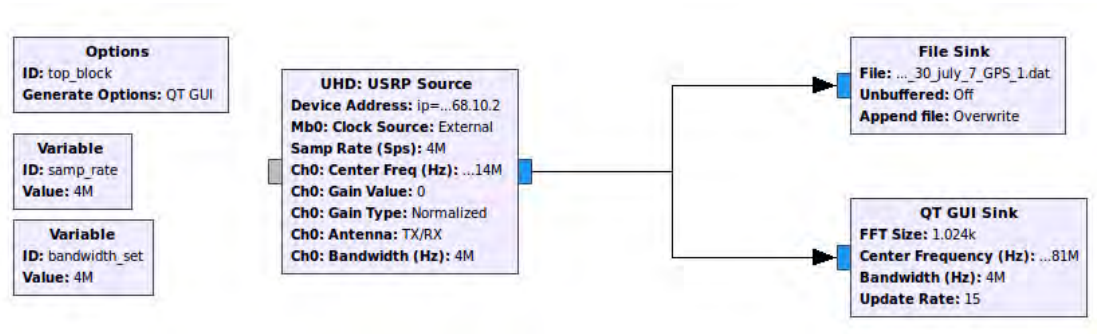 Options
ID: top_block
Generate Options: QT GUI
Variable
ID: samp_rate
Value: 4M
Variable
ID: bandwidth_set
Value: 4M
UHD: USRP Source
Device Address: ip=...68.10.2
Mb0: Clock Source: External
Samp Rate (Sps): 4M
Ch0: Center Freq (Hz): ...14M
Ch0: Gain Value: 0
Ch0: Gain Type: Normalized
Ch0: Antenna: TX/RX
Ch0: Bandwidth (Hz): 4M
File Sink
File: ..._30_july_7_GPS_1.dat
Unbuffered: Off
Append file: Overwrite
QT GUI Sink
FFT Size: 1.024k
Center Frequency (Hz): ...81M
Bandwidth (Hz): 4M
Update Rate: 15